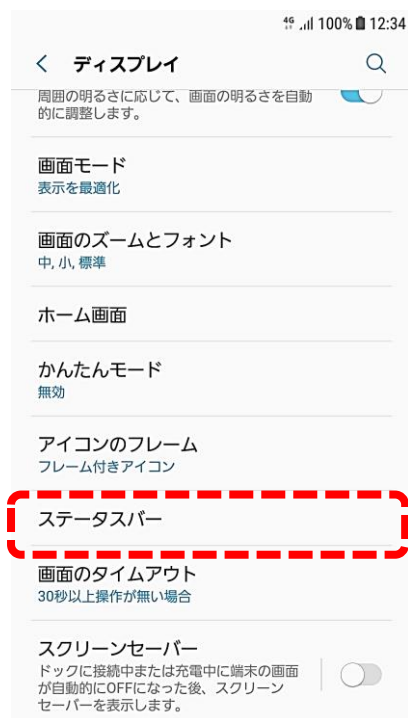 4G 100% 12:34
ディスプレイ
周囲の明るさに応じて、画面の明るさを自動
的に調整します。
画面モード
表示を最適化
画面のズームとフォント
中, 小, 標準
ホーム画面
かんたんモード
無効
アイコンのフレーム
フレーム付きアイコン
ステータスバー
画面のタイムアウト
30秒以上操作が無い場合
スクリーンセーバー
ドックに接続中または充電中に端末の画面
が自動的にOFFになった後、スクリーン
セーバーを表示します。